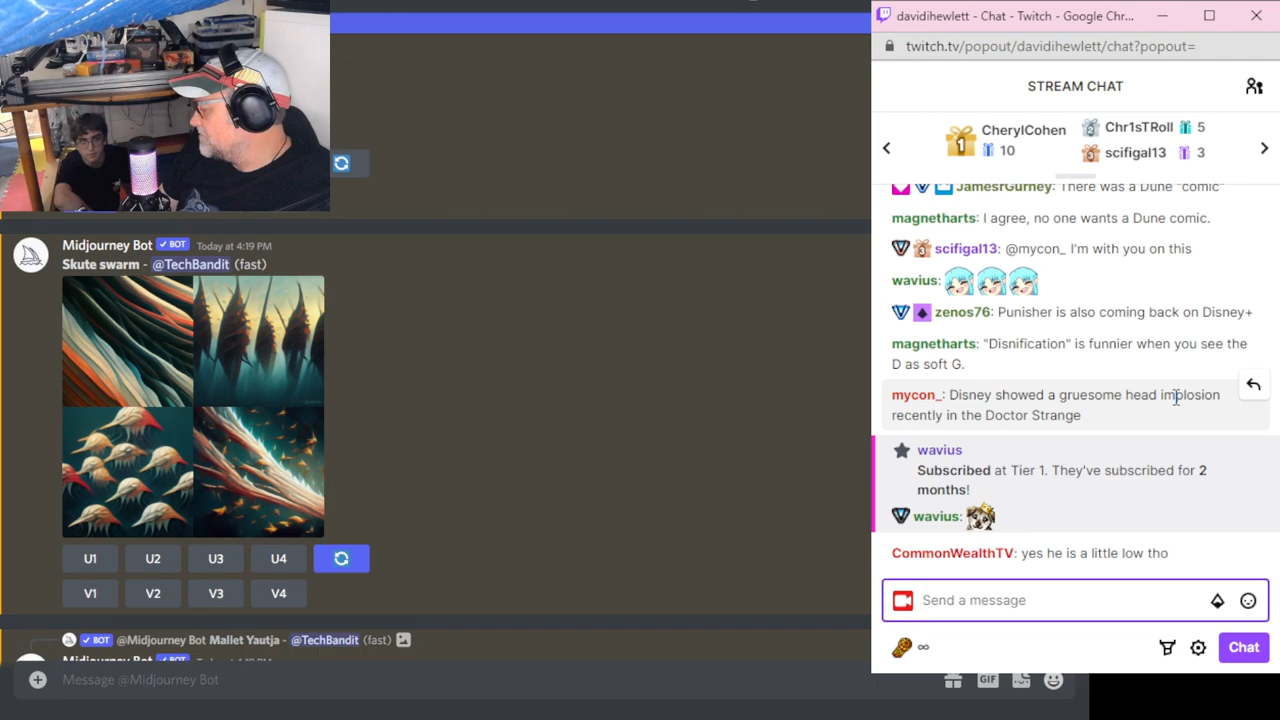 davidihewlett - Chat - Twitch - Google Chr...
twitch.tv/popout/davidihewlett/chat?popout=
STREAM CHAT
CherylCohen
10
Chr1sTRoll 5
scifigal13 3
JamesrGurney: There was a Dune "comic"
magnetharts: I agree, no one wants a Dune comic.
scifigal13: @mycon_ I'm with you on this
wavius:
zenos76: Punisher is also coming back on Disney+
magnetharts: "Disnification" is funnier when you see the
D as soft G.
mycon_: Disney showed a gruesome head implosion
recently in the Doctor Strange
wavius
Subscribed at Tier 1. They've subscribed for 2
months!
wavius:
CommonWealthTV: yes he is a little low tho
Send a message
Chat
Midjourney Bot ✓ BOT Today at 4:19 PM
Skute swarm - @TechBandit (fast)
U1 U2 U3 U4
V1 V2 V3 V4
✓ BOT @Midjourney Bot Mallet Yautja - @TechBandit (fast)
Midjourney Bot
Message @Midjourney Bot
GIF